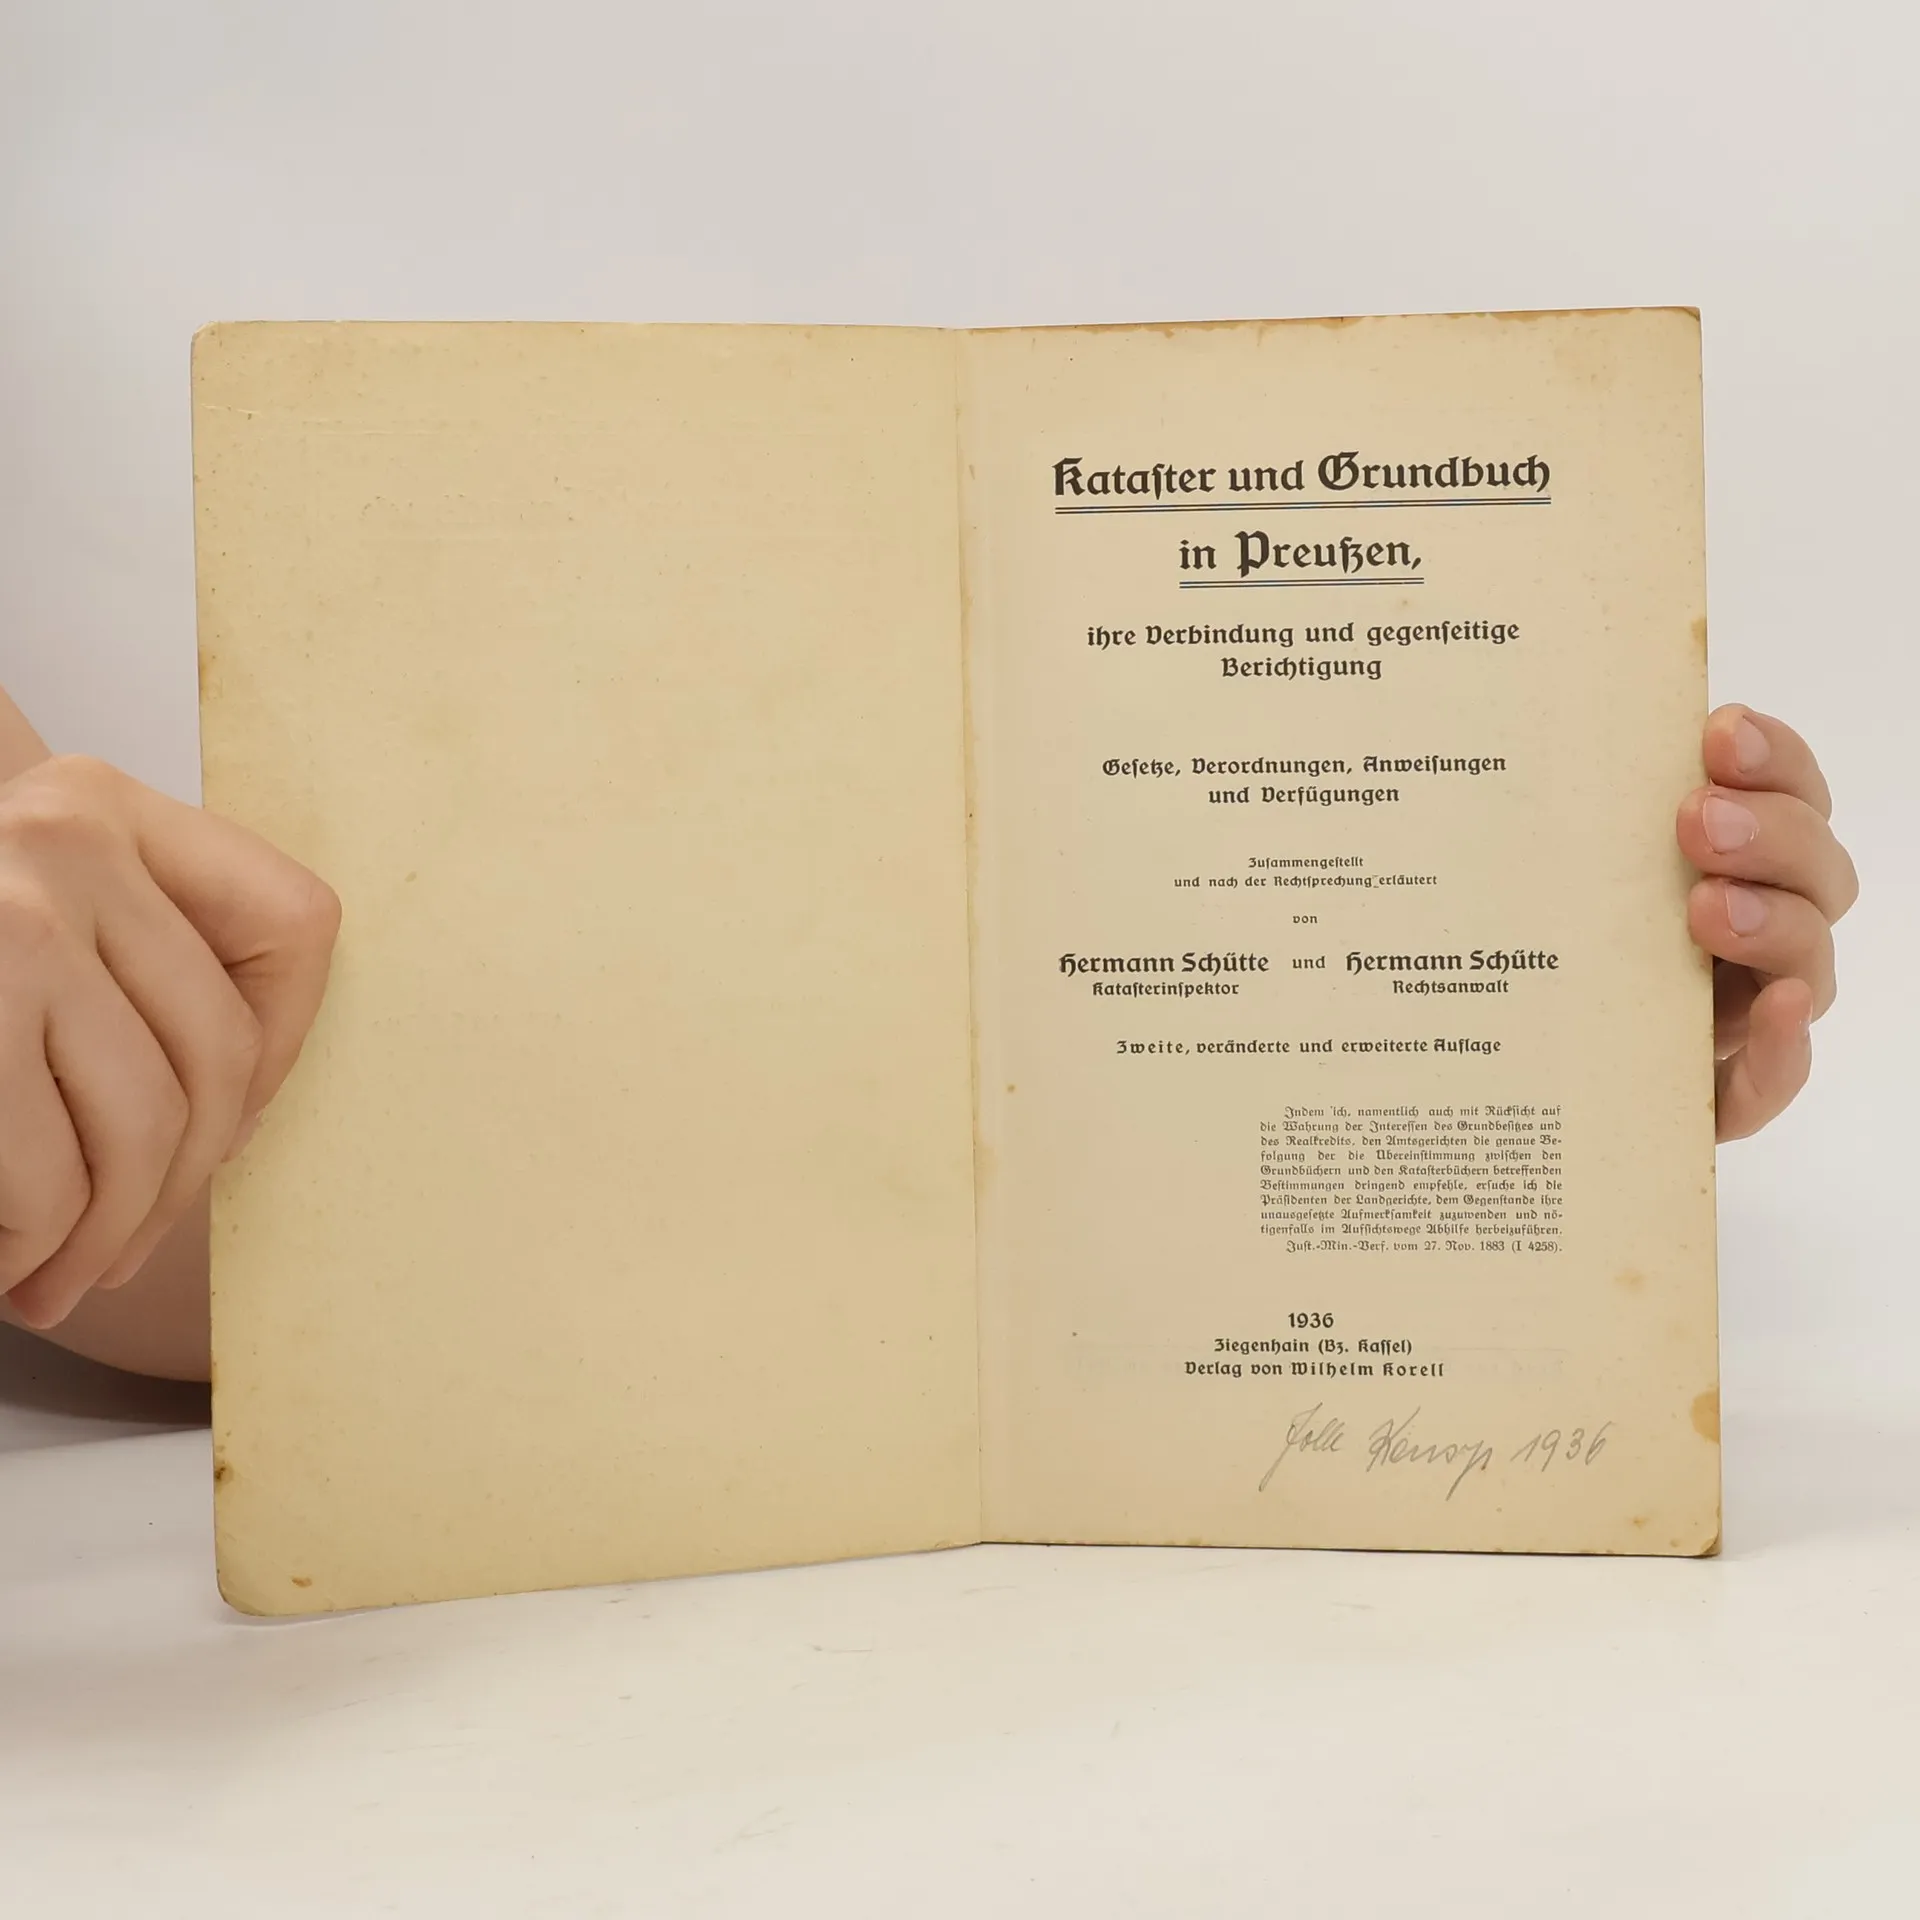 Kataster und Grundbuch
in Preußen,
ihre Verbindung und gegenseitige
Berichtigung
Gesetze, Verordnungen, Anweisungen
und Verfügungen
Zusammengestellt
und nach der Rechtsprechung erläutert
von
Hermann Schütte und Hermann Schütte
Katasterinspektor Rechtsanwalt
Zweite, veränderte und erweiterte Auflage
Indem ich, namentlich auch mit Rücksicht auf
die Wahrung der Interessen des Grundbesitzes und
des Realkredits, den Amtsgerichten die genaue Be-
folgung der die Übereinstimmung zwischen den
Grundbüchern und den Katasterbüchern betreffenden
Bestimmungen dringend empfehle, ersuche ich die
Präsidenten der Landgerichte, dem Gegenstande ihre
unausgesetzte Aufmerksamkeit zuzuwenden und nö-
tigenfalls im Aufsichtswege Abhilfe herbeizuführen.
Just.-Min.-Verf. vom 27. Nov. 1883 (I 4258).
1936
Ziegenhain (Bz. Kassel)
Verlag von Wilhelm Korell
1936